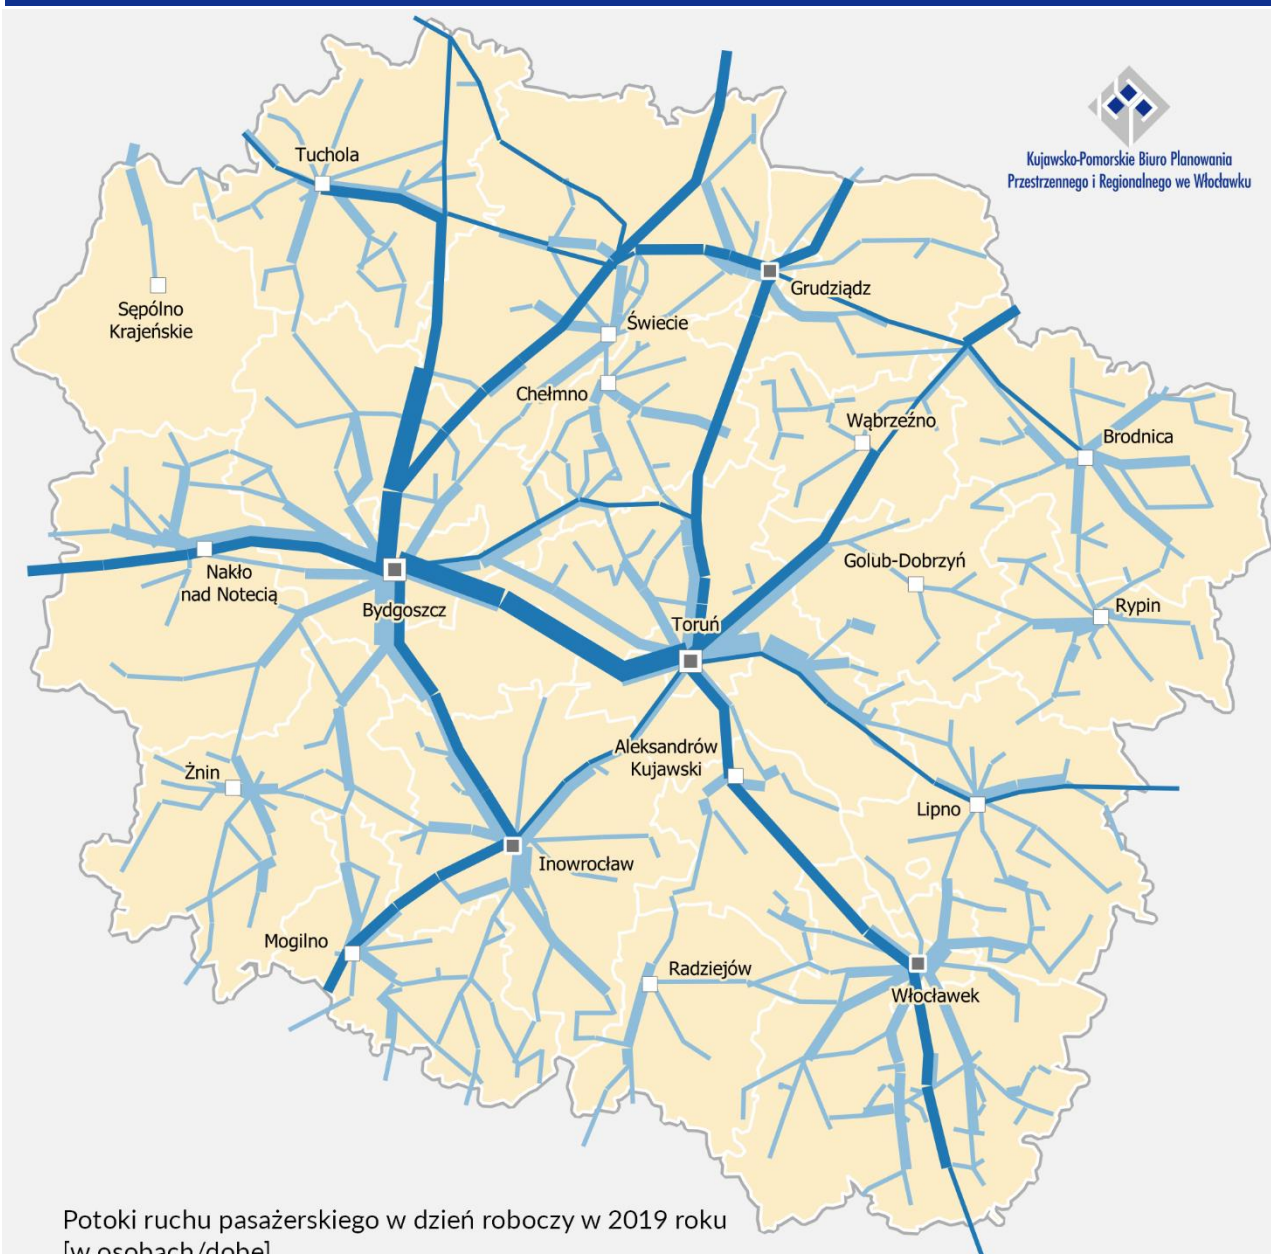 Kujawsko-Pomorskie Biuro Planowania
Przestrzennego i Regionalnego we Włocławku
Tuchola
Sępólno
Krajeńskie
Grudziądz
Świecie
Chełmno
Wąbrzeźno
Brodnica
Nakło
nad Notecią
Bydgoszcz
Golub-Dobrzyń
Toruń
Rypin
Aleksandrów
Kujawski
Żnin
Lipno
Inowrocław
Mogilno
Radziejów
Włocławek
Potoki ruchu pasażerskiego w dzień roboczy w 2019 roku
[w osobach/dobę]